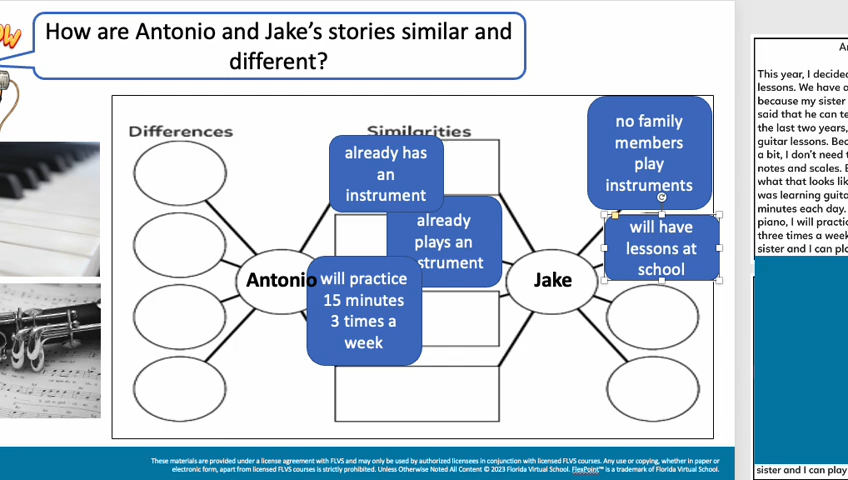 How are Antonio and Jake's stories similar and
different?
Differences
Similarities
already has
an
instrument
already
plays an
will practice
15 minutes
3 times a
week
no family
members
play
instruments
will have
lessons at
school
Antonio
Jake
These materials are provided under a license agreement with FLVS and may only be used by authorized licensees in conjunction with licensed FLVS courses. Any use or copying, whether in paper or
electronic form, apart from licensed FLVS courses is strictly prohibited. Unless Otherwise Noted All Content © 2023 Florida Virtual School. FlexPoint™ is a trademark of Florida Virtual School.
This year, I decided
lessons. We have
because my sister
said that he can
the last two years,
guitar lessons.
a bit, I don't need
notes and scales.
what that looks
was learning
minutes each day.
piano, I will
three times a week
sister and I can
sister and I can play